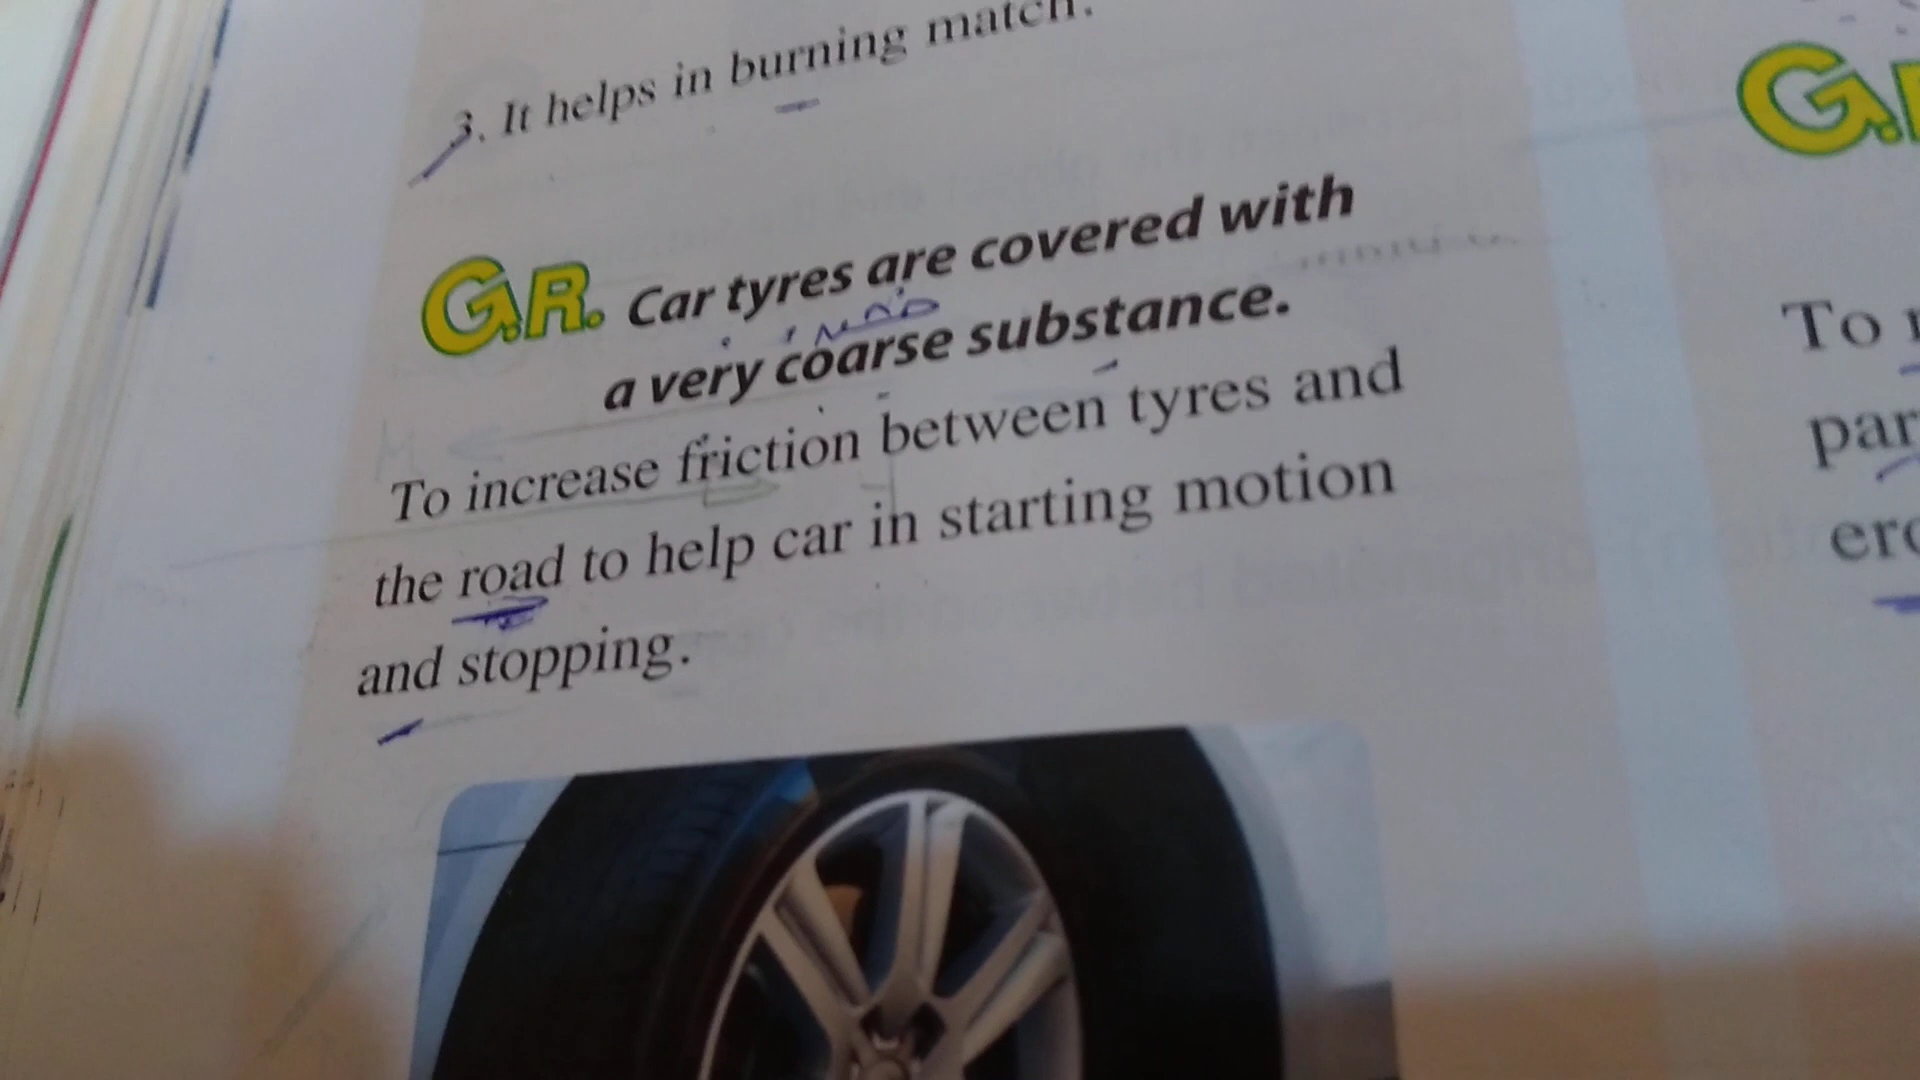 3. It helps in burning match.
G.R. Car tyres are covered with
a very coarse substance.
To increase friction between tyres and
the road to help car in starting motion
and stopping.
G.
To
par